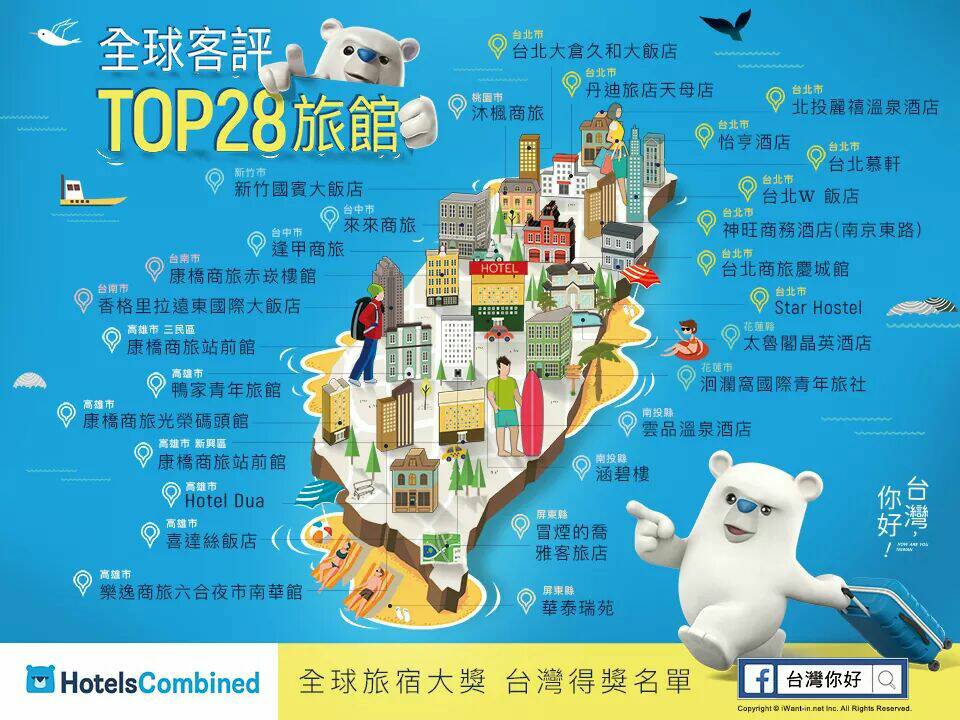 全球客評
TOP28旅館
台北市
台北大倉久和大飯店
台北市
丹迪旅店天母店
台北市
北投麗禧溫泉酒店
桃園市
沐楓商旅
台北市
怡亨酒店
台北市
台北慕軒
新竹市
新竹國賓大飯店
台北市
台北W 飯店
台中市
來來商旅
台北市
神旺商務酒店(南京東路)
台中市
逢甲商旅
台北市
台北商旅慶城館
台南市
康橋商旅赤崁樓館
台南市
香格里拉遠東國際大飯店
台北市
Star Hostel
高雄市 三民區
康橋商旅站前館
花蓮縣
太魯閣晶英酒店
高雄市
鴨家青年旅館
花蓮市
洄瀾窩國際青年旅社
高雄市
康橋商旅光榮碼頭館
南投縣
雲品溫泉酒店
高雄市 新興區
康橋商旅站前館
南投縣
涵碧樓
高雄市
Hotel Dua
高雄市
喜達絲飯店
屏東縣
冒煙的喬
雅客旅店
高雄市
樂逸商旅六合夜市南華館
屏東縣
華泰瑞苑
HOTEL
台灣,
你好!
HOW ARE YOU
TAIWAN
HotelsCombined
全球旅宿大獎 台灣得獎名單
f 台灣你好
Copyright © iWant-in.net Inc. All Rights Reserved.